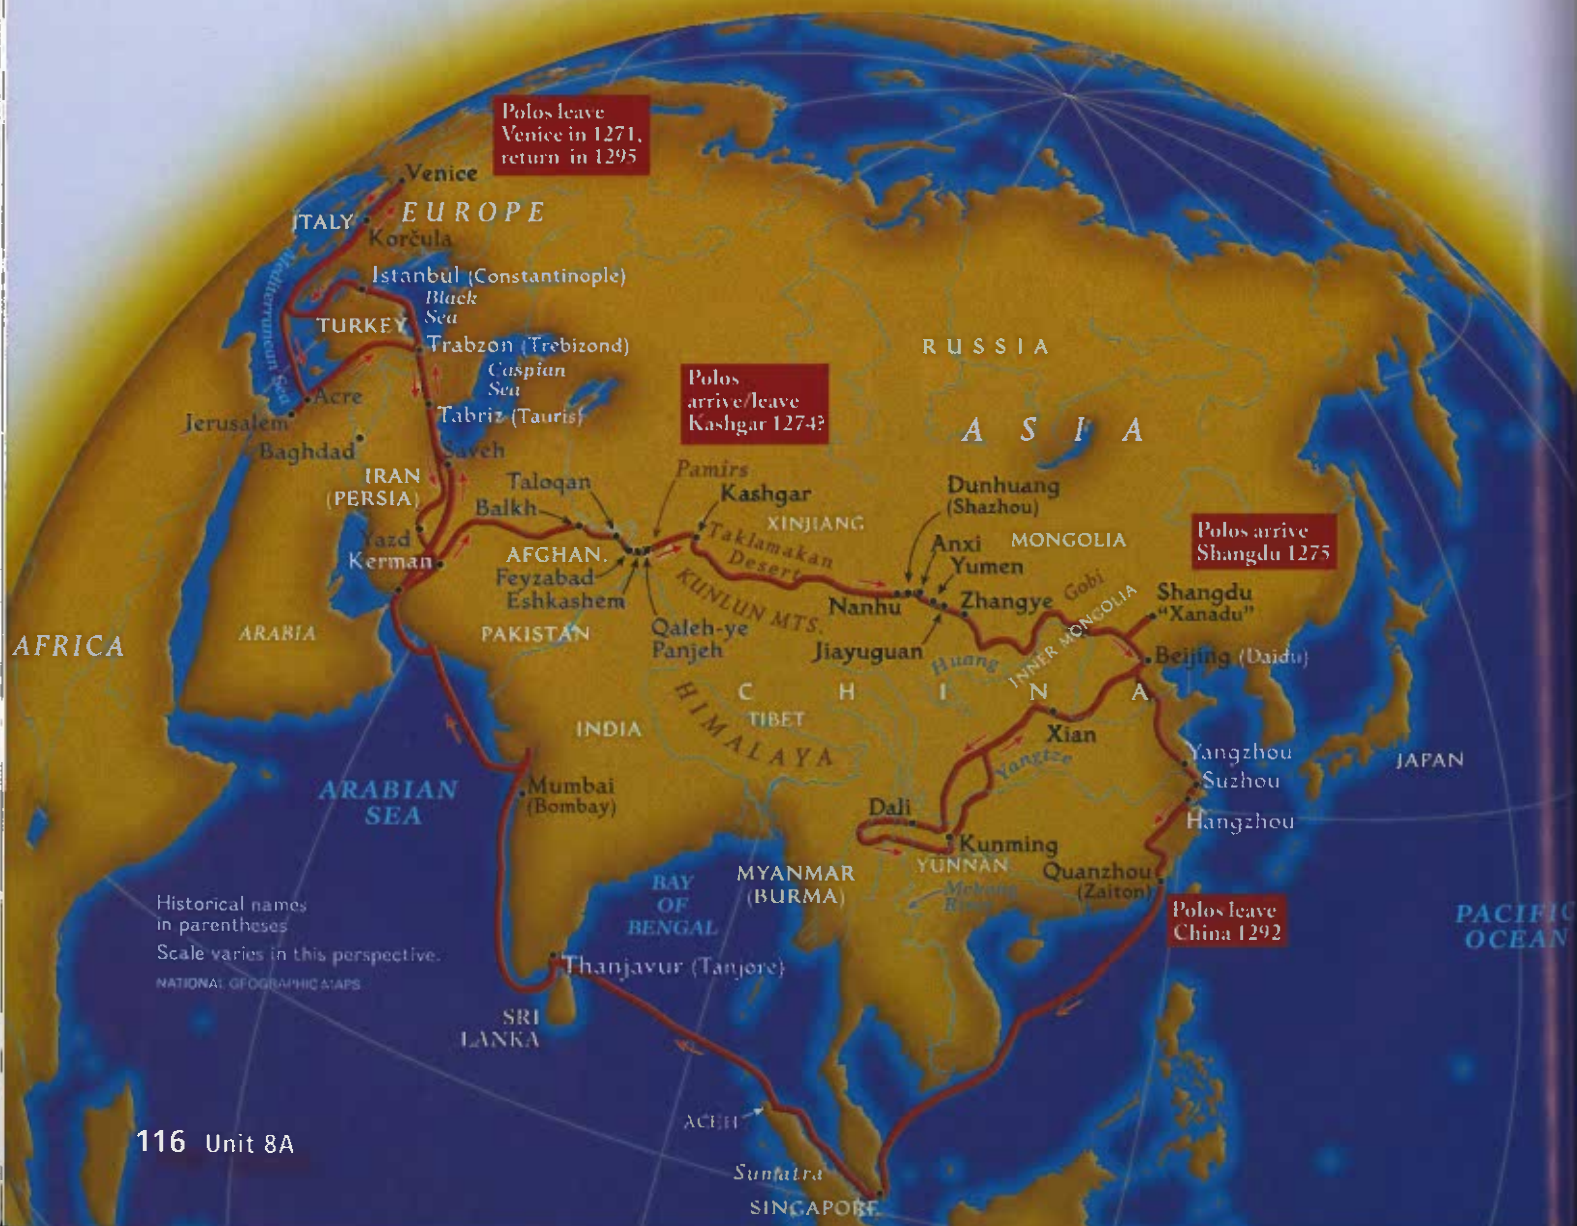 Polos leave
Venice in 1271,
return in 1295
Venice
EUROPE
ITALY
Korčula
Mediterranean Sea
Istanbul (Constantinople)
Black
Sea
TURKEY
Trabzon (Trebizond)
RUSSIA
Caspian
Sea
Polos
arrive/leave
Kashgar 1274?
Acre
Tabriz (Tauris)
Jerusalem
ASIA
Baghdad
Saveh
IRAN
(PERSIA)
Pamirs
Taloqan
Kashgar
Balkh
Dunhuang
(Shazhou)
XINJIANG
Yazd
Taklamakan
Desert
Anxi
MONGOLIA
Polos arrive
Shangdu 1275
Kerman
AFGHAN.
Yumen
Feyzabad
Eshkashem
KUNLUN MTS.
Nanhu
Zhangye
Gobi
Shangdu
"Xanadu"
AFRICA
ARABIA
PAKISTAN
Qaleh-ye
Panjeh
Jiayuguan
Huang
INNER MONGOLIA
Beijing (Daidu)
CHINA
HIMALAYA
TIBET
INDIA
Xian
Yangtze
Yangzhou
JAPAN
Suzhou
ARABIAN
SEA
Mumbai
(Bombay)
Dali
Hangzhou
Kunming
YUNNAN
MYANMAR
(BURMA)
Quanzhou
(Zaiton)
BAY
OF
BENGAL
Mekong
River
Historical names
in parentheses
Scale varies in this perspective.
NATIONAL GEOGRAPHIC MAPS
Polos leave
China 1292
PACIFIC
OCEAN
Thanjavur (Tanjore)
SRI
LANKA
ACEH
116 Unit 8A
Sumatra
SINGAPORE